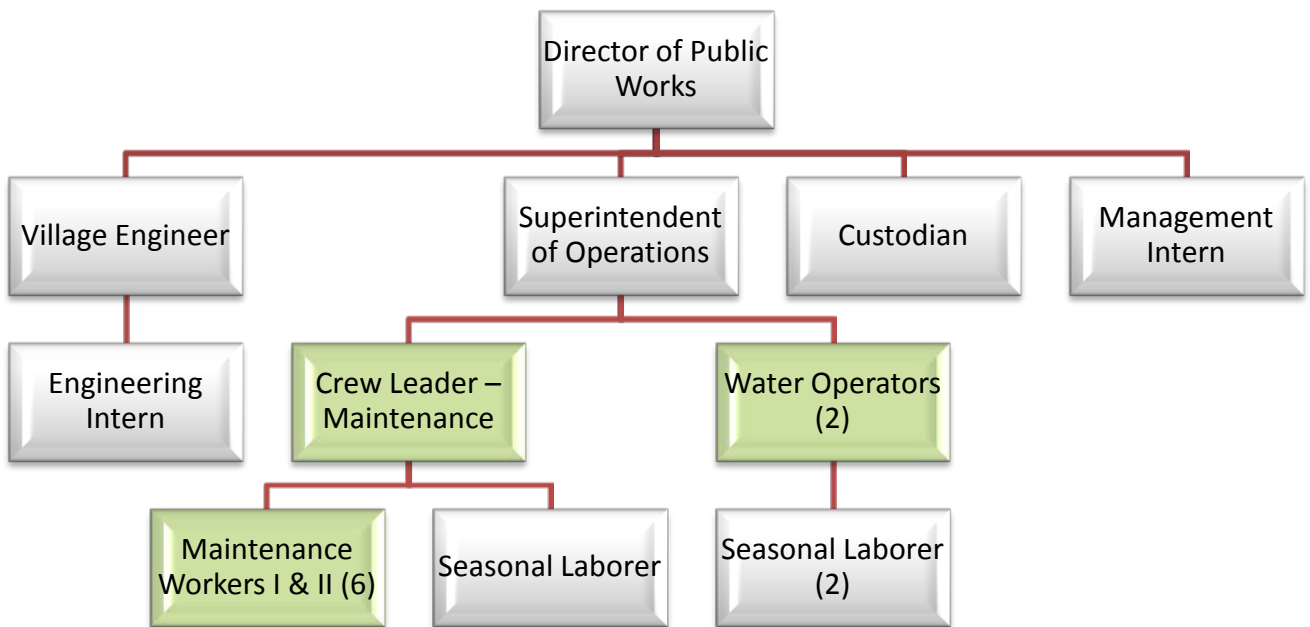 Director of Public
Works
Village Engineer
Superintendent
of Operations
Custodian
Management
Intern
Engineering
Intern
Crew Leader –
Maintenance
Water Operators
(2)
Maintenance
Workers I & II (6)
Seasonal Laborer
Seasonal Laborer
(2)